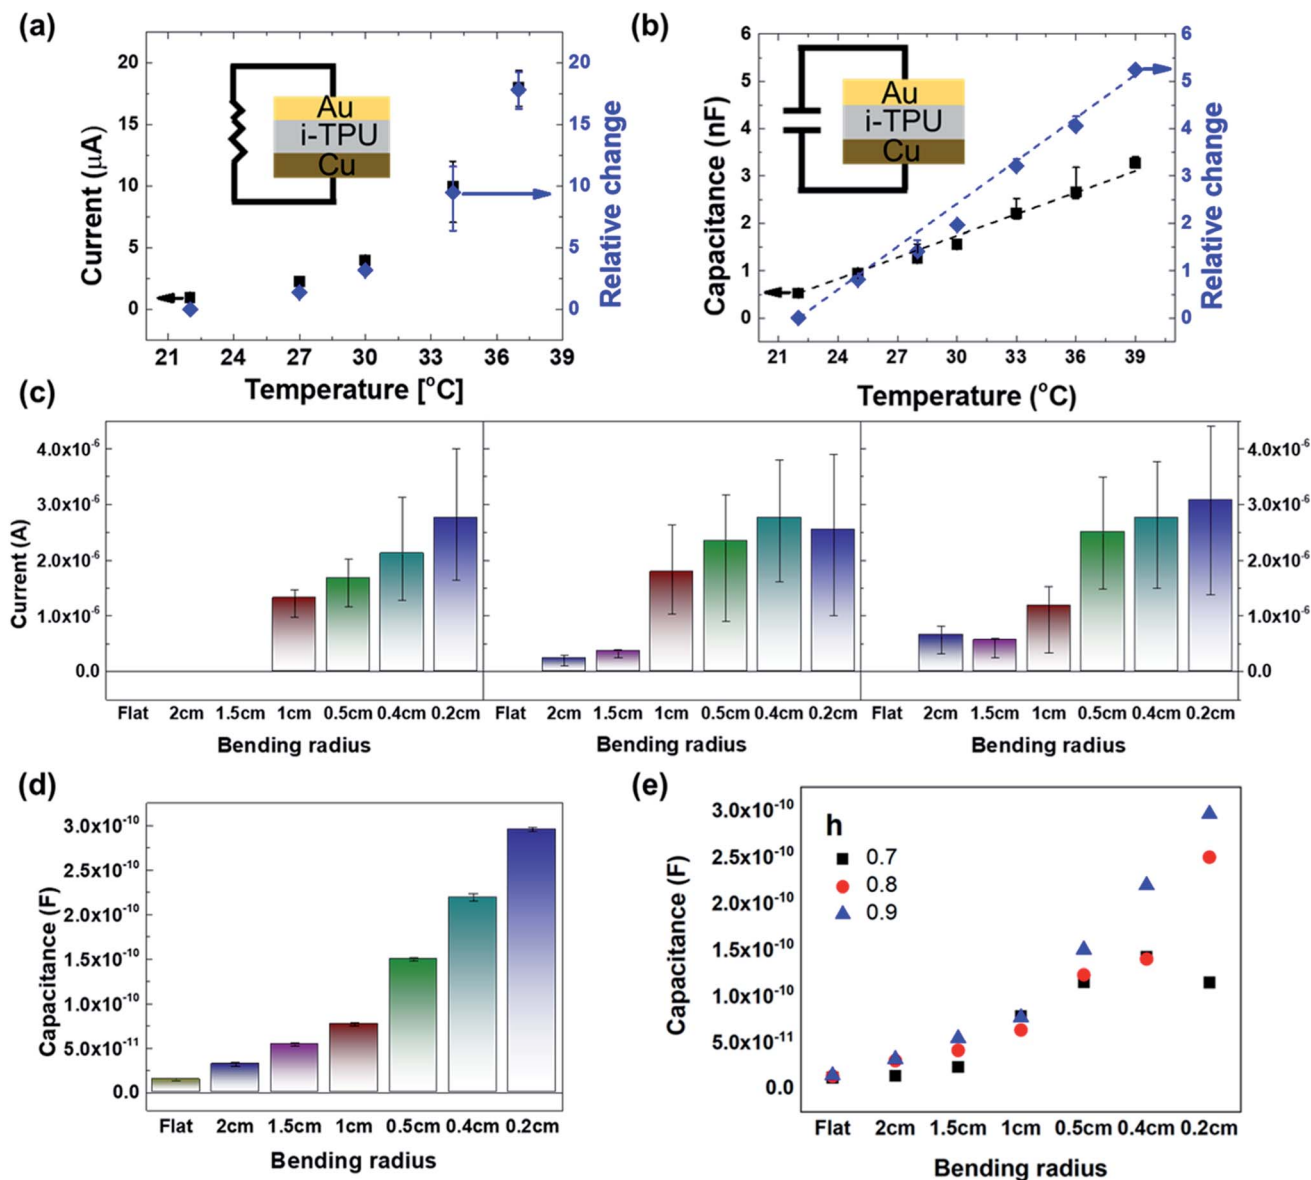 (a)
20
15
10
5
0
Current (μA)
Au
i-TPU
Cu
20
15
10
5
0
Relative change
21 24 27 30 33 36 39
Temperature [°C]
(b)
6
5
4
3
2
1
0
Capacitance (nF)
Au
i-TPU
Cu
6
5
4
3
2
1
0
Relative change
21 24 27 30 33 36 39
Temperature (°C)
(c)
4.0x10⁻⁶
3.0x10⁻⁶
2.0x10⁻⁶
1.0x10⁻⁶
0.0
Current (A)
4.0x10⁻⁶
3.0x10⁻⁶
2.0x10⁻⁶
1.0x10⁻⁶
0.0
Flat 2cm 1.5cm 1cm 0.5cm 0.4cm 0.2cm
Bending radius
Flat 2cm 1.5cm 1cm 0.5cm 0.4cm 0.2cm
Bending radius
Flat 2cm 1.5cm 1cm 0.5cm 0.4cm 0.2cm
Bending radius
(d)
3.0x10⁻¹⁰
2.5x10⁻¹⁰
2.0x10⁻¹⁰
1.5x10⁻¹⁰
1.0x10⁻¹⁰
5.0x10⁻¹¹
0.0
Capacitance (F)
Flat 2cm 1.5cm 1cm 0.5cm 0.4cm 0.2cm
Bending radius
(e)
3.0x10⁻¹⁰
2.5x10⁻¹⁰
2.0x10⁻¹⁰
1.5x10⁻¹⁰
1.0x10⁻¹⁰
5.0x10⁻¹¹
0.0
Capacitance (F)
h
0.7
0.8
0.9
Flat 2cm 1.5cm 1cm 0.5cm 0.4cm 0.2cm
Bending radius